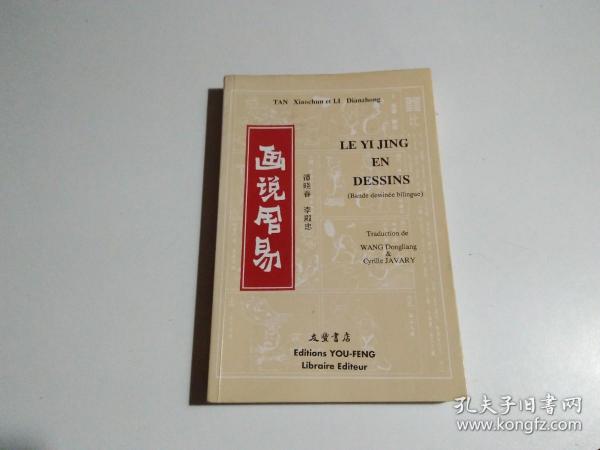 TAN Xiaochun et LI Dianzhong
画说周易
谭晓春 李殿忠
LE YI JING
EN
DESSINS
(Bande dessinée bilingue)
Traduction de
WANG Dongliang
&
Cyrille JAVARY
友豐書店
Editions YOU-FENG
Libraire Editeur
孔夫子旧书网
www.kongfz.com